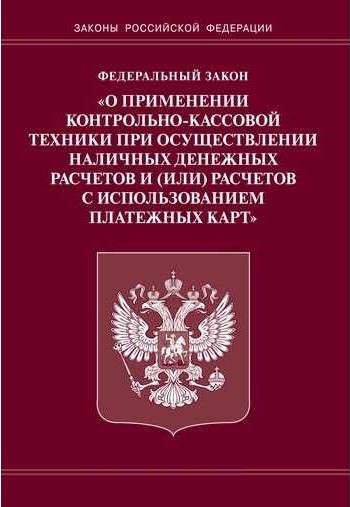 ЗАКОНЫ РОССИЙСКОЙ ФЕДЕРАЦИИ
ФЕДЕРАЛЬНЫЙ ЗАКОН
«О ПРИМЕНЕНИИ
КОНТРОЛЬНО-КАССОВОЙ
ТЕХНИКИ ПРИ ОСУЩЕСТВЛЕНИИ
НАЛИЧНЫХ ДЕНЕЖНЫХ
РАСЧЕТОВ И (ИЛИ) РАСЧЕТОВ
С ИСПОЛЬЗОВАНИЕМ
ПЛАТЕЖНЫХ КАРТ»